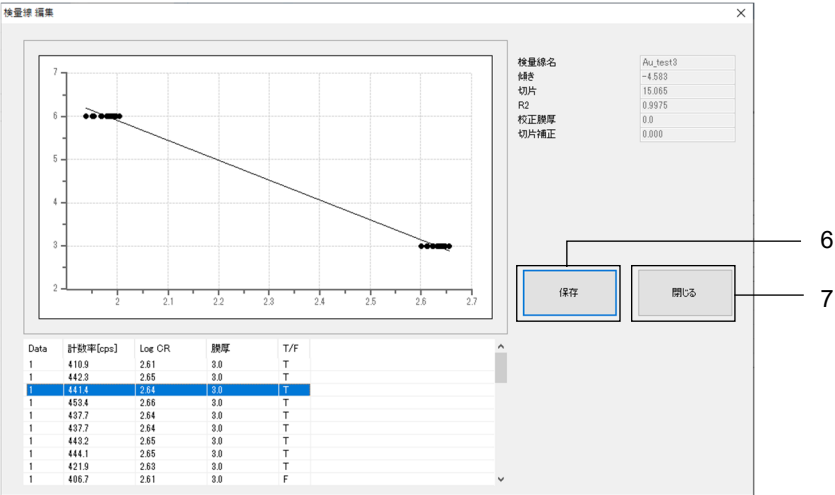 検量線 編集
検量線名 Au_test3
傾き -4.583
切片 15.065
R2 0.9975
校正膜厚 0.0
切片補正 0.000
7
6
5
4
3
2
2 2.1 2.2 2.3 2.4 2.5 2.6 2.7
保存
閉じる
6
7
Data 計数率[cps] Log CR 膜厚 T/F
1 410.9 2.61 3.0 T
1 442.3 2.65 3.0 T
1 441.4 2.64 3.0 T
1 453.4 2.66 3.0 T
1 437.7 2.64 3.0 T
1 437.7 2.64 3.0 T
1 443.2 2.65 3.0 T
1 444.1 2.65 3.0 T
1 421.9 2.63 3.0 T
1 406.7 2.61 3.0 F